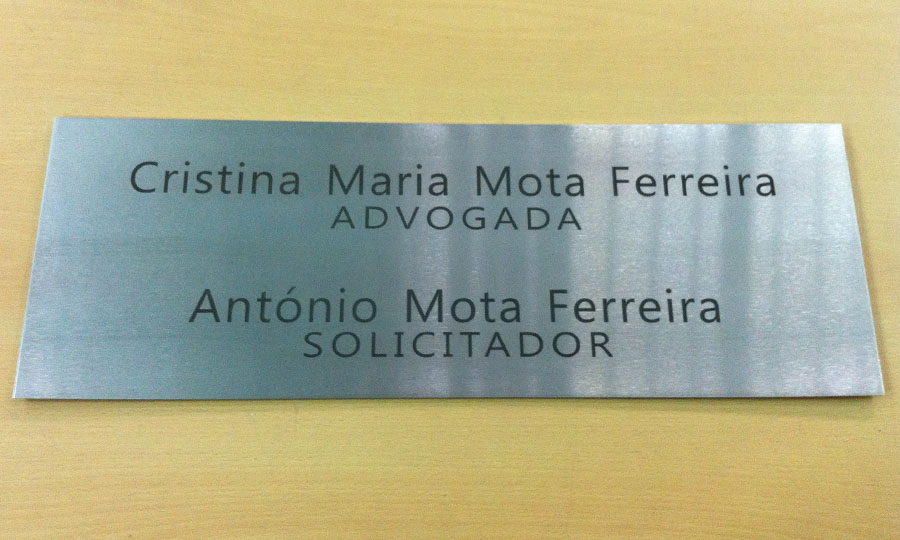 Cristina Maria Mota Ferreira
ADVOGADA
António Mota Ferreira
SOLICITADOR